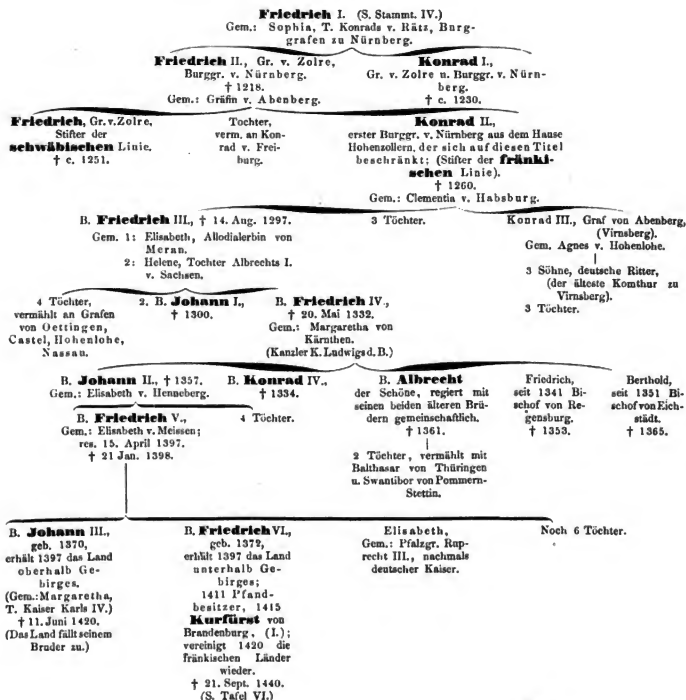 Friedrich I. (S. Stammt. IV.)
Gem.: Sophia, T. Konrads v. Rätz, Burg-
grafen zu Nürnberg.
Friedrich II., Gr. v. Zolre,
Burggr. v. Nürnberg.
† 1218.
Gem.: Gräfin v. Abenberg.
Konrad I.,
Gr. v. Zolre u. Burggr. v. Nürn-
berg.
† c. 1230.
Friedrich, Gr. v. Zolre,
Stifter der
schwäbischen Linie.
† c. 1251.
Tochter,
verm. an Kon-
rad v. Frei-
burg.
Konrad II.,
erster Burggr. v. Nürnberg aus dem Hause
Hohenzollern, der sich auf diesen Titel
beschränkt; (Stifter der fränki-
schen Linie).
† 1260.
Gem.: Clementia v. Habsburg.
B. Friedrich III., † 14. Aug. 1297.
Gem. 1: Elisabeth, Allodialerbin von
Meran.
2: Helene, Tochter Albrechts I.
v. Sachsen.
3 Töchter.
Konrad III., Graf von Abenberg,
(Virnsberg).
Gem. Agnes v. Hohenlohe.
3 Söhne, deutsche Ritter,
(der älteste Komthur zu
Virnsberg).
3 Töchter.
4 Töchter,
vermählt an Grafen
von Oettingen,
Castel, Hohenlohe,
Nassau.
2. B. Johann I.,
† 1300.
B. Friedrich IV.,
† 20. Mai 1332.
Gem.: Margaretha von
Kärnthen.
(Kanzler K. Ludwigs d. B.)
B. Johann II., † 1357.
Gem.: Elisabeth v. Henneberg.
B. Konrad IV.,
† 1334.
B. Albrecht
der Schöne, regiert mit
seinen beiden älteren Brü-
dern gemeinschaftlich.
† 1361.
2 Töchter, vermählt mit
Balthasar von Thüringen
u. Swantibor von Pommern-
Stettin.
Friedrich,
seit 1341 Bi-
schof von Re-
gensburg.
† 1353.
Berthold,
seit 1351 Bi-
schof von Eich-
städt.
† 1365.
B. Friedrich V.,
Gem.: Elisabeth v. Meissen;
res. 15. April 1397.
† 21 Jan. 1398.
4 Töchter.
B. Johann III.,
geb. 1370,
erhält 1397 das Land
oberhalb Ge-
birges.
(Gem.: Margaretha,
T. Kaiser Karls IV.)
† 11. Juni 1420.
(Das Land fällt seinem
Bruder zu.)
B. Friedrich VI.,
geb. 1372,
erhält 1397 das Land
unterhalb Ge-
birges;
1411 Pfand-
besitzer, 1415
Kurfürst von
Brandenburg, (I.);
vereinigt 1420 die
fränkischen Länder
wieder.
† 21. Sept. 1440.
(S. Tafel VI.)
Elisabeth,
Gem.: Pfalzgr. Rup-
recht III., nachmals
deutscher Kaiser.
Noch 6 Töchter.